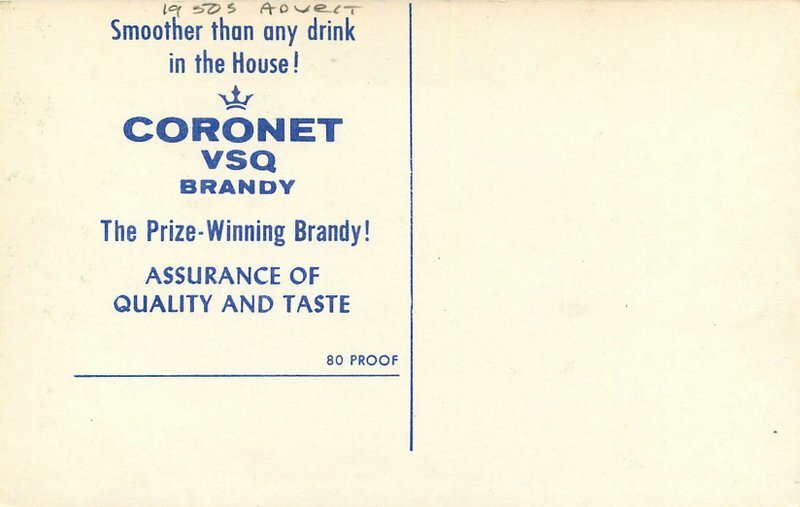 1950s ADVERT
Smoother than any drink
in the House!
CORONET
VSQ
BRANDY
The Prize-Winning Brandy!
ASSURANCE OF
QUALITY AND TASTE
80 PROOF